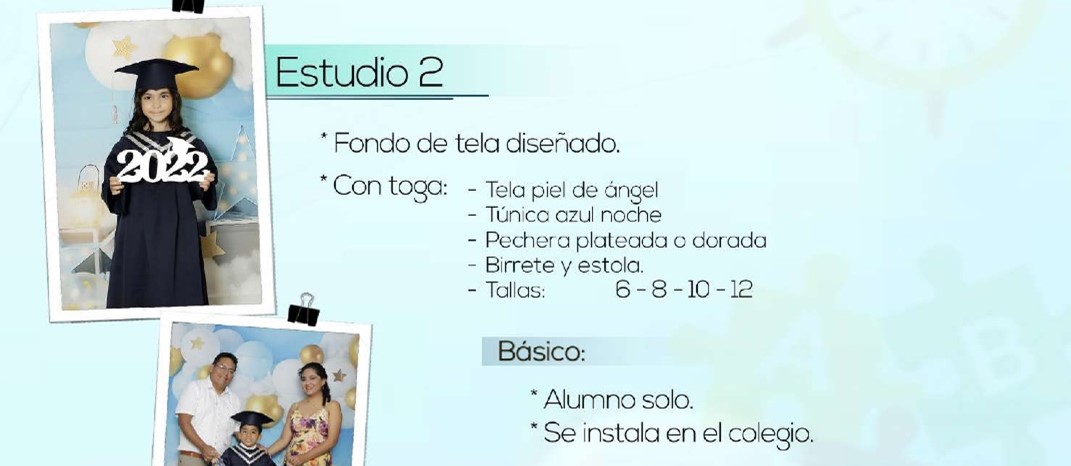 Estudio 2
* Fondo de tela diseñado.
* Con toga: - Tela piel de ángel
- Túnica azul noche
- Pechera plateada o dorada
- Birrete y estola.
- Tallas: 6 - 8 - 10 - 12
Básico:
* Alumno solo.
* Se instala en el colegio.
2022
A
B